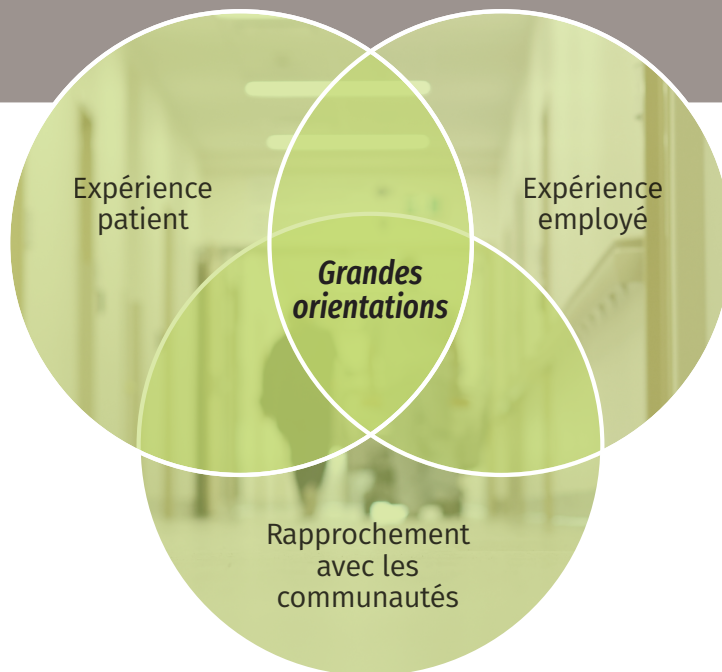 Expérience
patient
Expérience
employé
Grandes
orientations
Rapprochement
avec les
communautés